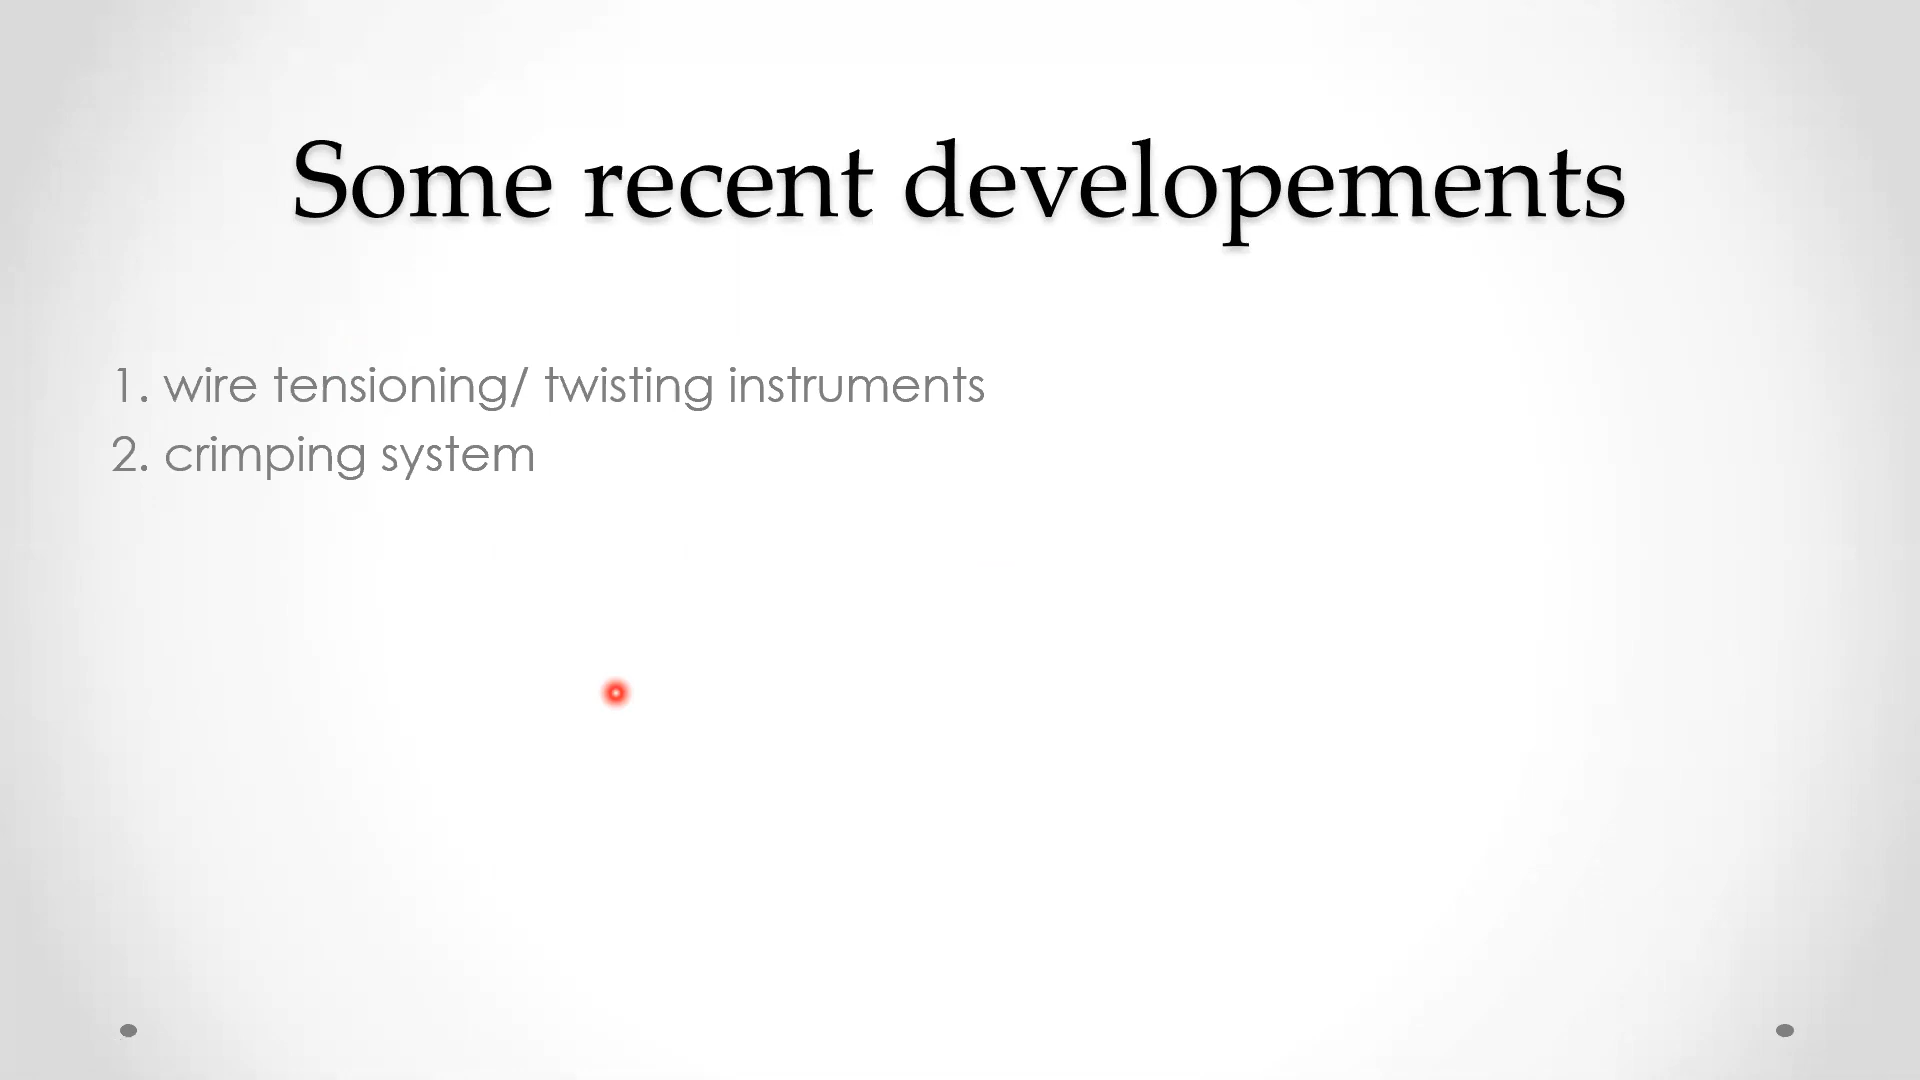 Some recent developements
1. wire tensioning/ twisting instruments
2. crimping system